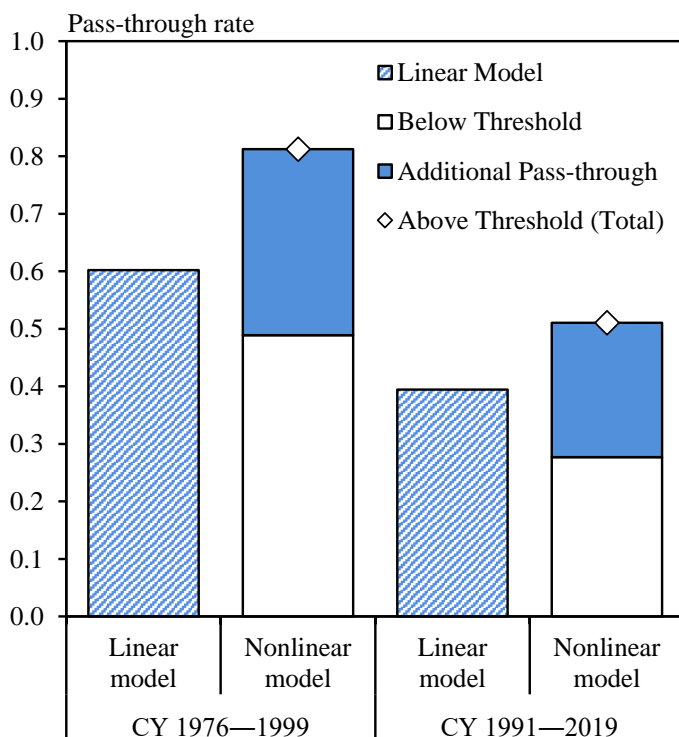 Pass-through rate
1.0
0.9
0.8
0.7
0.6
0.5
0.4
0.3
0.2
0.1
0.0
Linear Model
Below Threshold
Additional Pass-through
Above Threshold (Total)
Linear
model
Nonlinear
model
Linear
model
Nonlinear
model
CY 1976—1999
CY 1991—2019